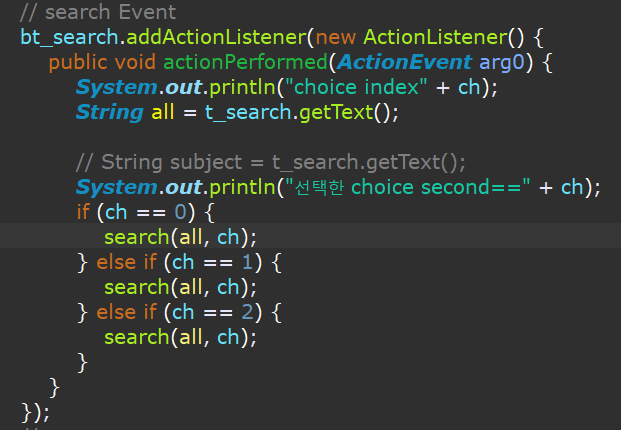 // search Event
bt_search.addActionListener(new ActionListener() {
public void actionPerformed(ActionEvent arg0) {
System.out.println("choice index" + ch);
String all = t_search.getText();
// String subject = t_search.getText();
System.out.println("선택한 choice second==" + ch);
if (ch == 0) {
search(all, ch);
} else if (ch == 1) {
search(all, ch);
} else if (ch == 2) {
search(all, ch);
}
}
});